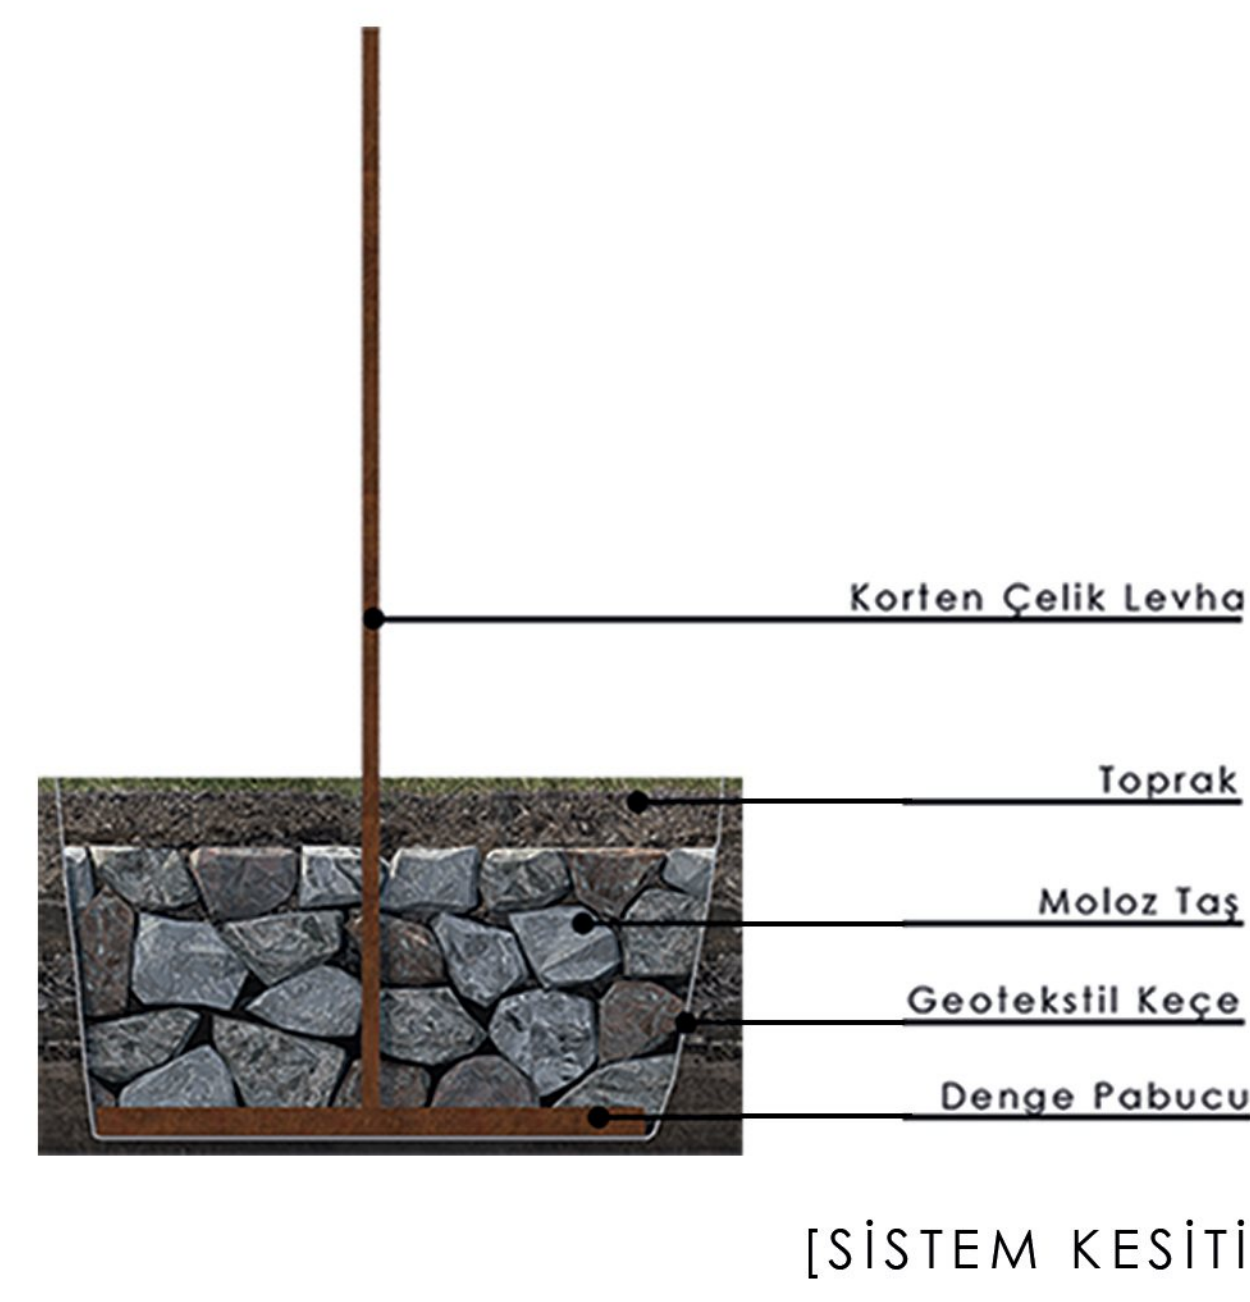 Korten Çelik Levha
Toprak
Moloz Taş
Geotekstil Keçe
Denge Pabucu
[SİSTEM KESİTİ